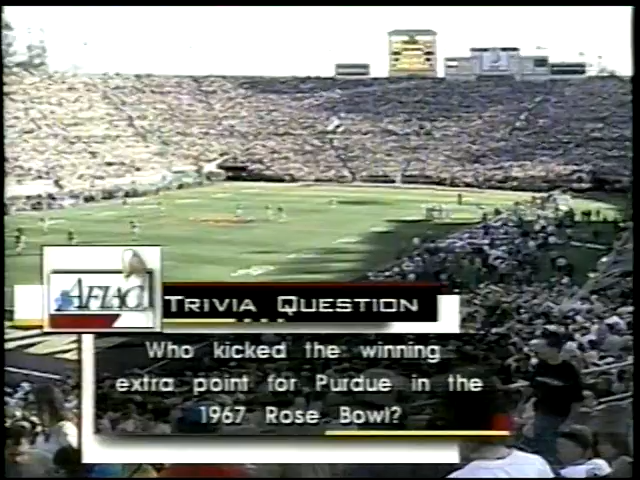 AFLAC
TRIVIA QUESTION
Who kicked the winning
extra point for Purdue in the
1967 Rose Bowl?